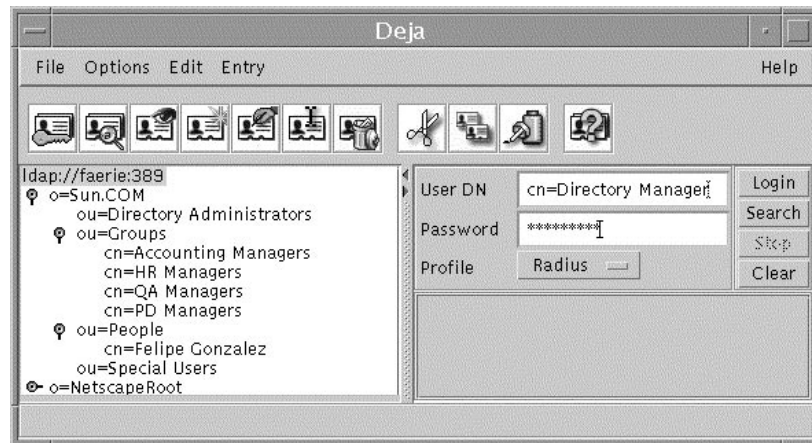 Deja
File Options Edit Entry Help
ldap://faerie:389
o=Sun.COM
ou=Directory Administrators
ou=Groups
cn=Accounting Managers
cn=HR Managers
cn=QA Managers
cn=PD Managers
ou=People
cn=Felipe Gonzalez
ou=Special Users
o=NetscapeRoot
User DN cn=Directory Manager
Password *********
Profile Radius
Login
Search
Stop
Clear